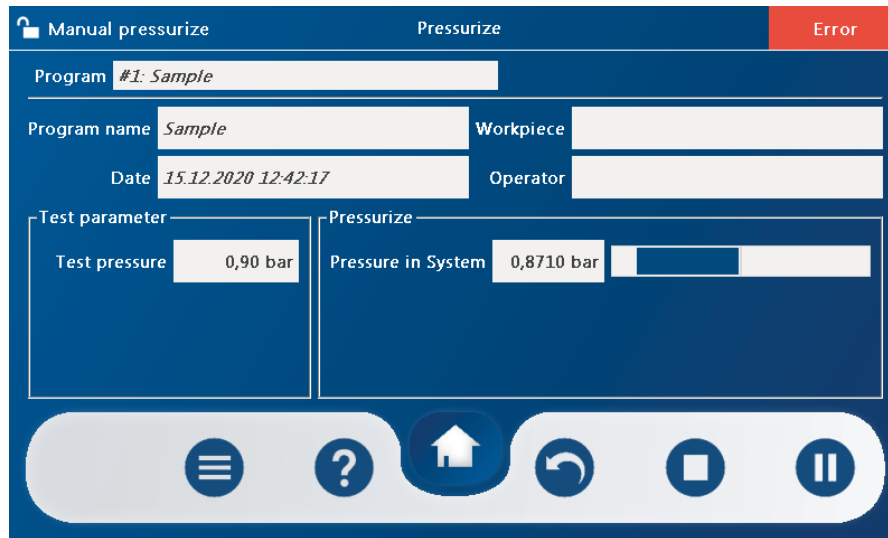 Manual pressurize Pressurize Error
Program #1: Sample
Program name Sample Workpiece
Date 15.12.2020 12:42:17 Operator
Test parameter Pressurize
Test pressure 0,90 bar Pressure in System 0,8710 bar
?